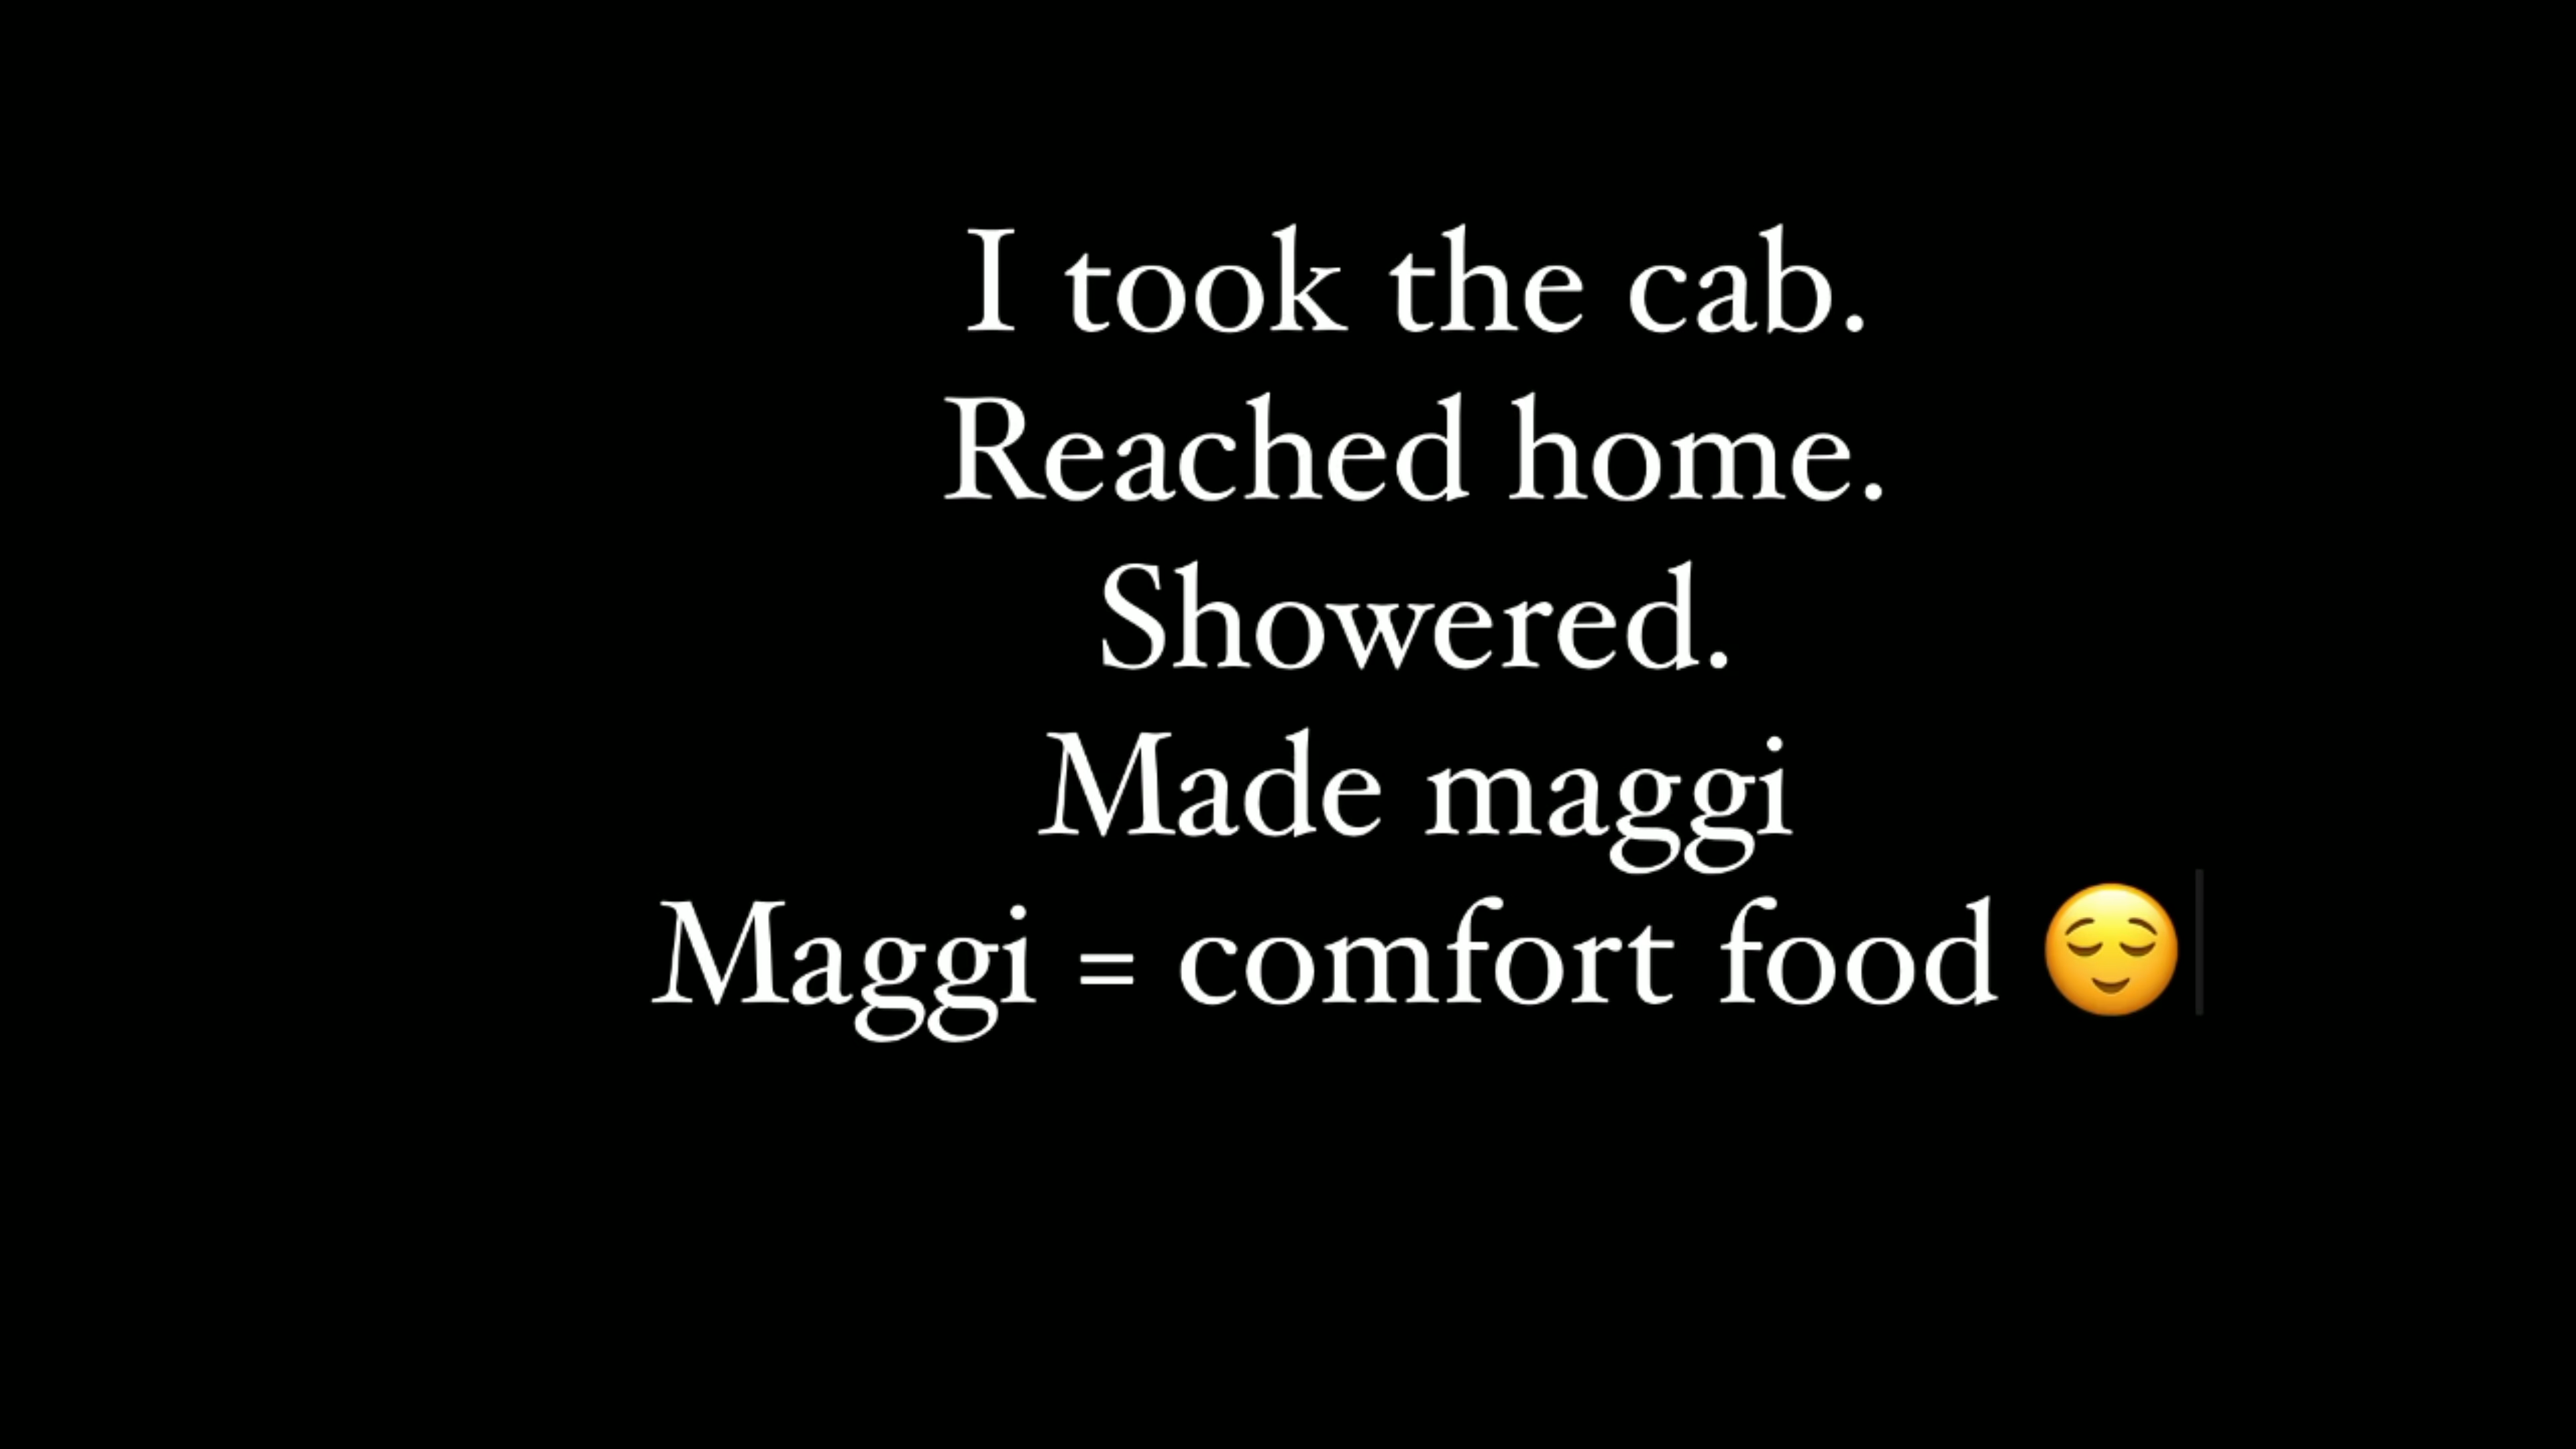 I took the cab.
Reached home.
Showered.
Made maggi
Maggi = comfort food 😌